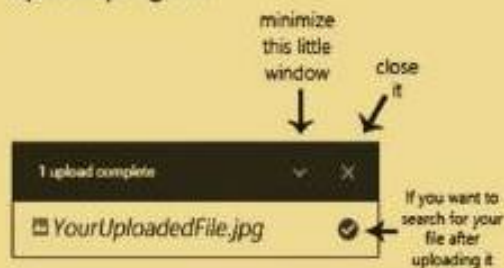 minimize
this little
window
close
it
1 upload complete
YourUploadedFile.jpg
If you want to
search for your
file after
uploading it